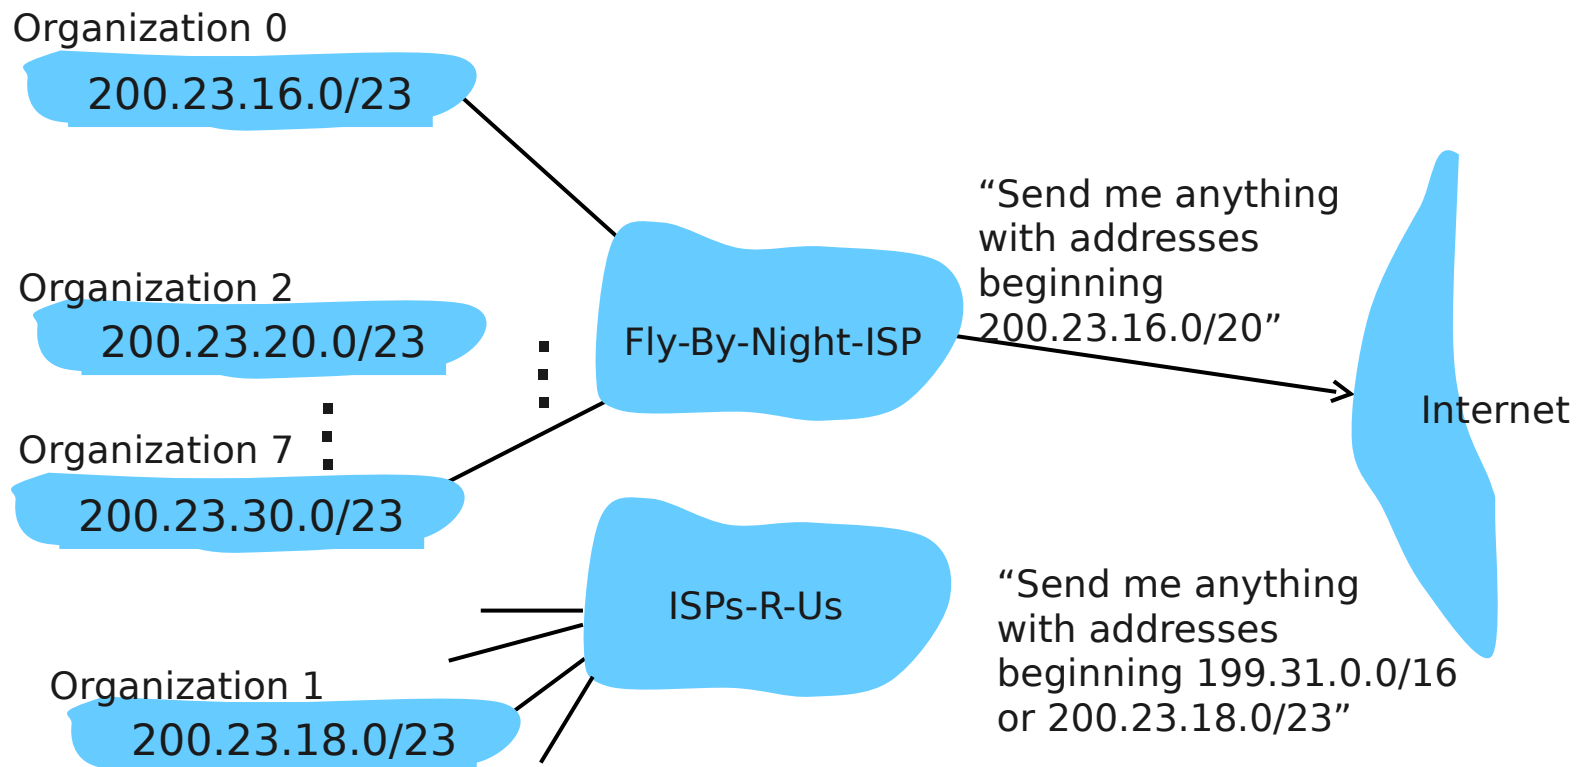 Organization 0
200.23.16.0/23
Organization 2
200.23.20.0/23
Organization 7
200.23.30.0/23
Fly-By-Night-ISP
“Send me anything
with addresses
beginning
200.23.16.0/20”
Internet
ISPs-R-Us
“Send me anything
with addresses
beginning 199.31.0.0/16
or 200.23.18.0/23”
Organization 1
200.23.18.0/23